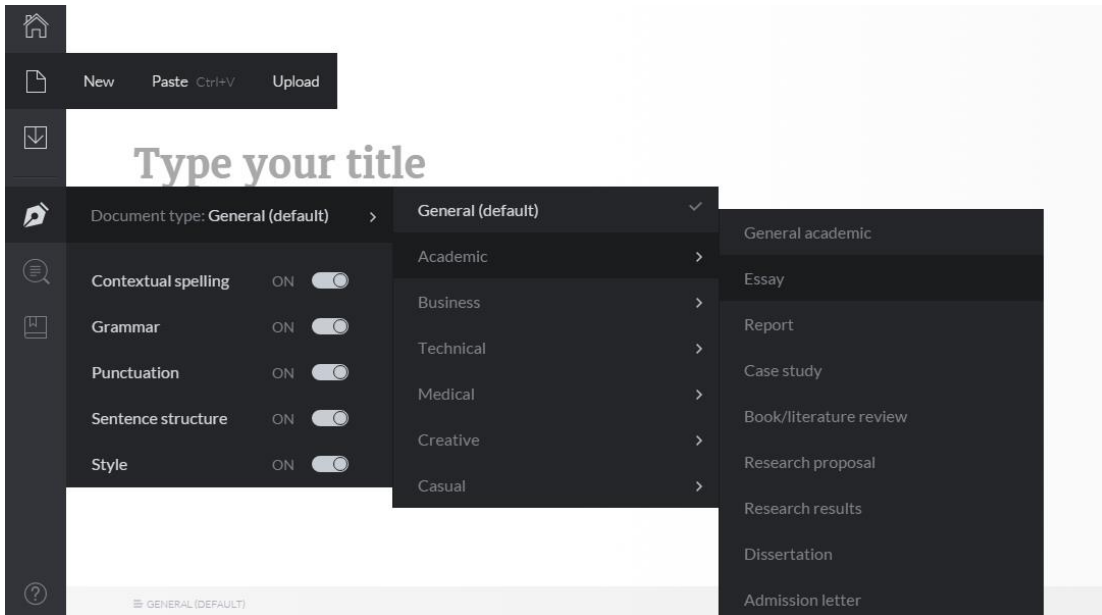 New Paste Ctrl+V Upload
Type your title
Document type: General (default)
Contextual spelling ON
Grammar ON
Punctuation ON
Sentence structure ON
Style ON
General (default)
Academic
Business
Technical
Medical
Creative
Casual
General academic
Essay
Report
Case study
Book/literature review
Research proposal
Research results
Dissertation
Admission letter
GENERAL (DEFAULT)